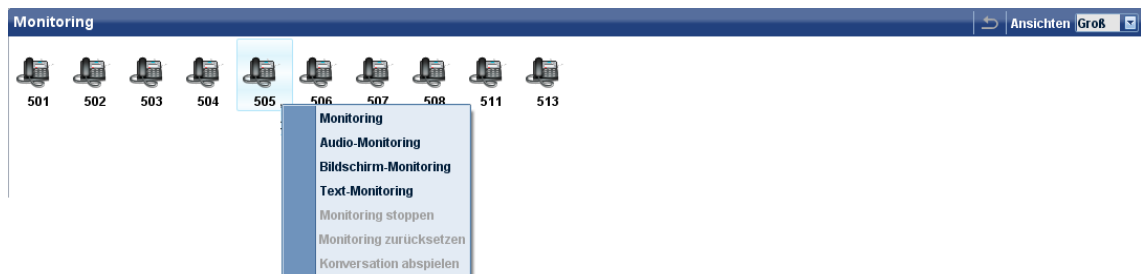 Monitoring Ansichten Groß
501 502 503 504 505 506 507 508 511 513
Monitoring
Audio-Monitoring
Bildschirm-Monitoring
Text-Monitoring
Monitoring stoppen
Monitoring zurücksetzen
Konversation abspielen